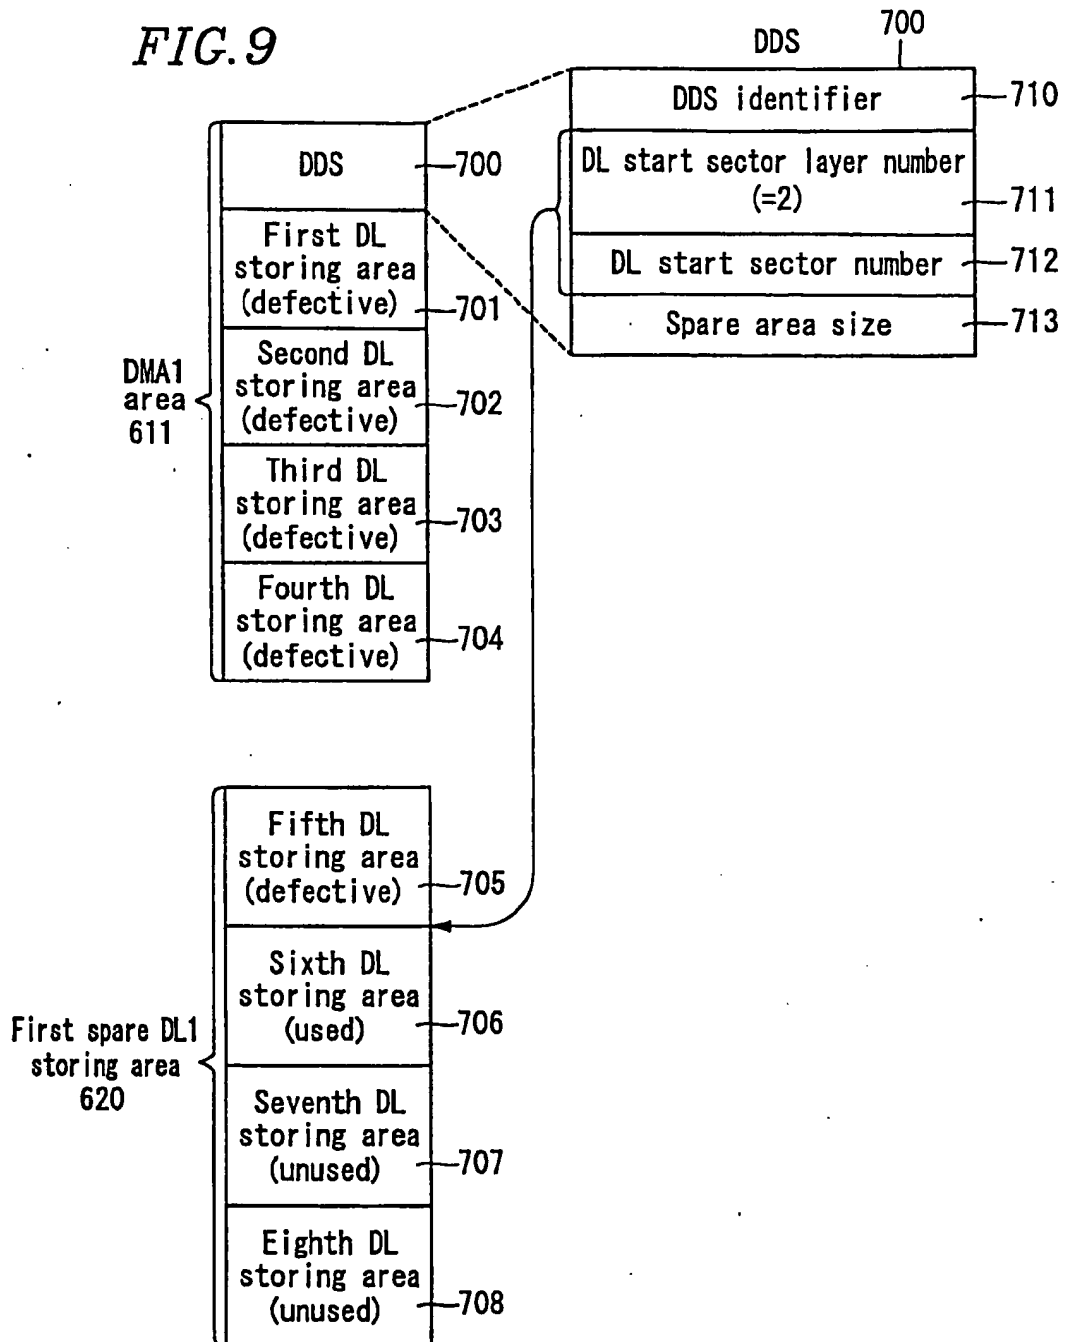 FIG. 9
DDS
700
DDS identifier
710
DL start sector layer number
(=2)
711
DL start sector number
712
Spare area size
713
DDS
700
First DL
storing area
(defective)
701
Second DL
storing area
(defective)
702
Third DL
storing area
(defective)
703
Fourth DL
storing area
(defective)
704
DMA1
area
611
Fifth DL
storing area
(defective)
705
Sixth DL
storing area
(used)
706
Seventh DL
storing area
(unused)
707
Eighth DL
storing area
(unused)
708
First spare DL1
storing area
620